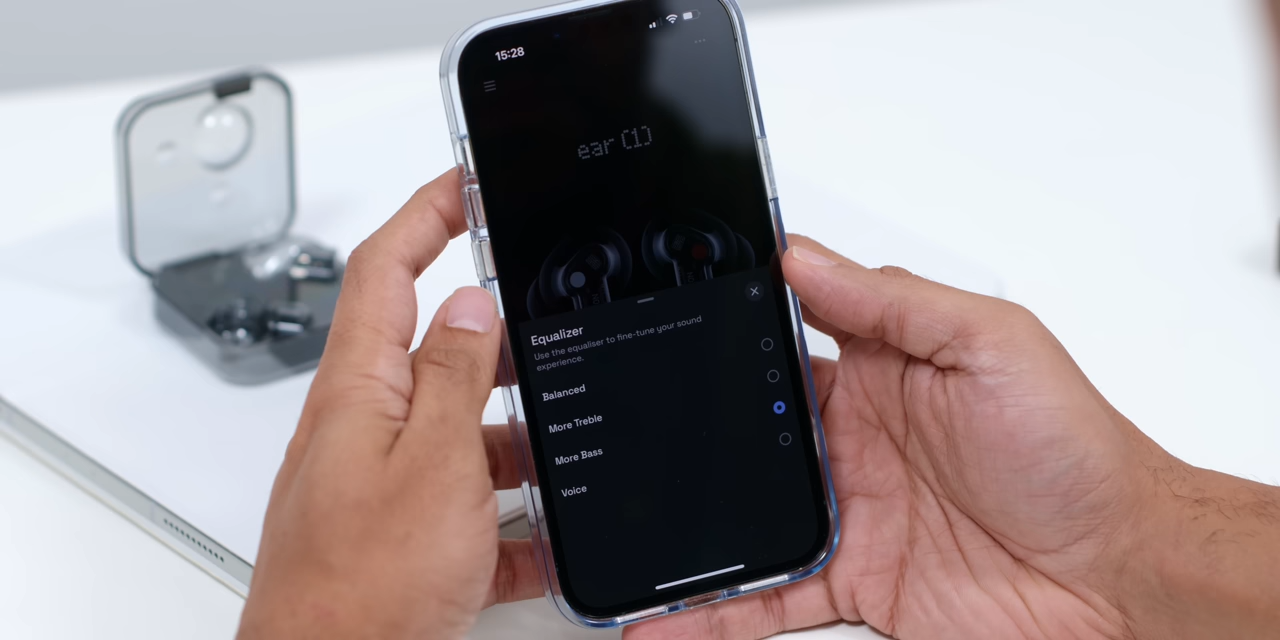 15:28
ear (1)
Equalizer
Use the equaliser to fine-tune your sound
experience.
Balanced
More Treble
More Bass
Voice